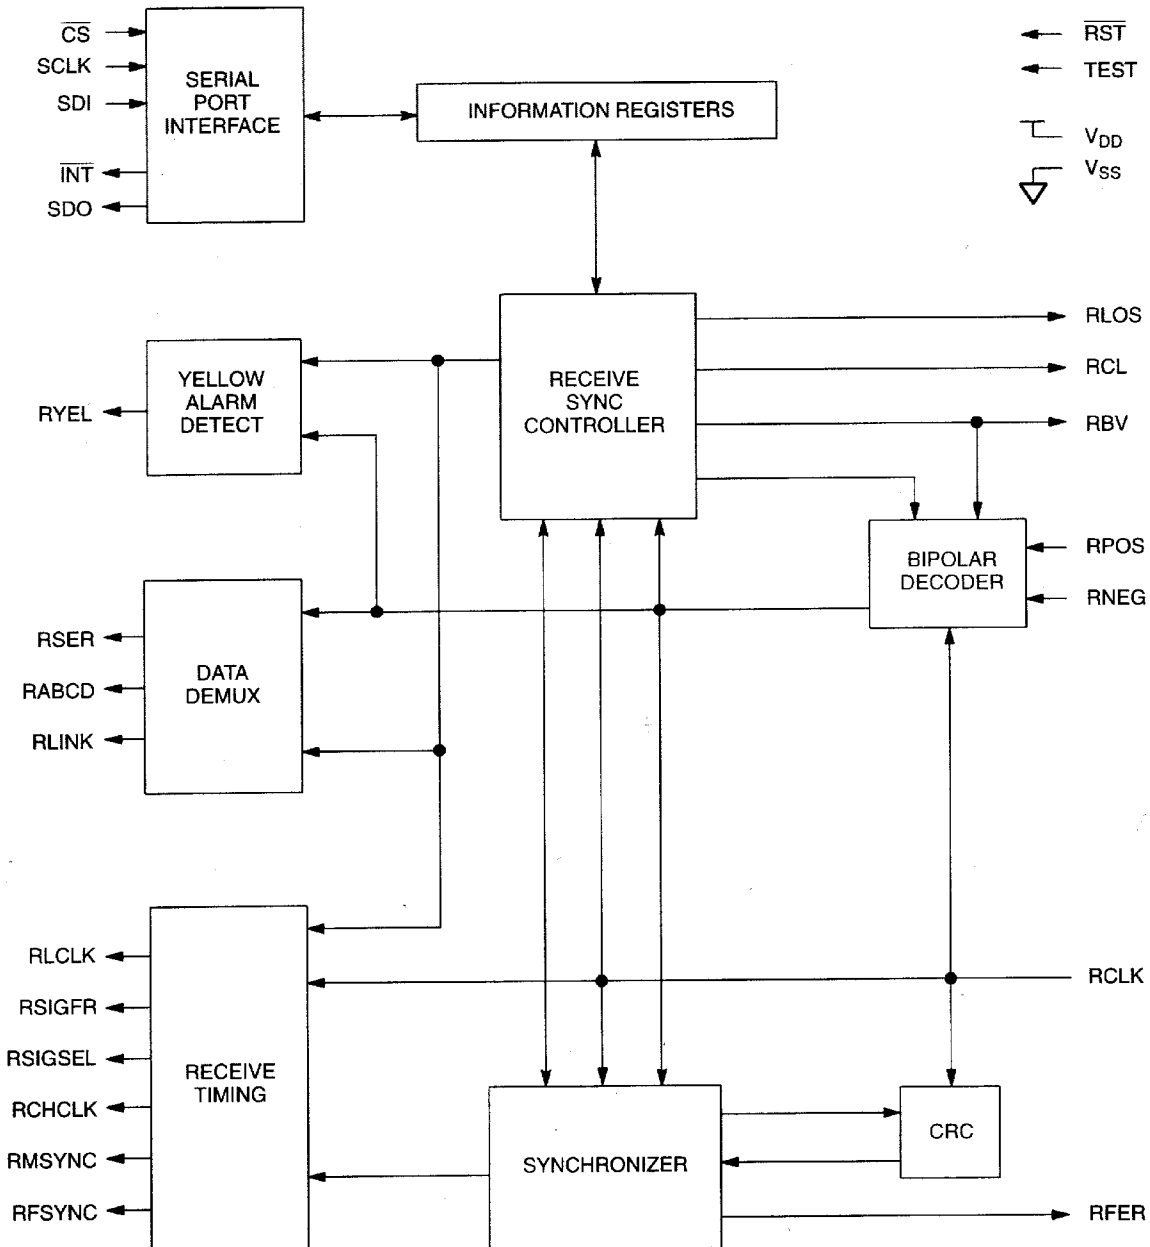 CS
SCLK
SDI
INT
SDO
SERIAL
PORT
INTERFACE
INFORMATION REGISTERS
RST
TEST
VDD
VSS
RYEL
YELLOW
ALARM
DETECT
RECEIVE
SYNC
CONTROLLER
RLOS
RCL
RBV
BIPOLAR
DECODER
RPOS
RNEG
RSER
RABCD
RLINK
DATA
DEMUX
RLCLK
RSIGFR
RSIGSEL
RCHCLK
RMSYNC
RFSYNC
RECEIVE
TIMING
SYNCHRONIZER
CRC
RCLK
RFER